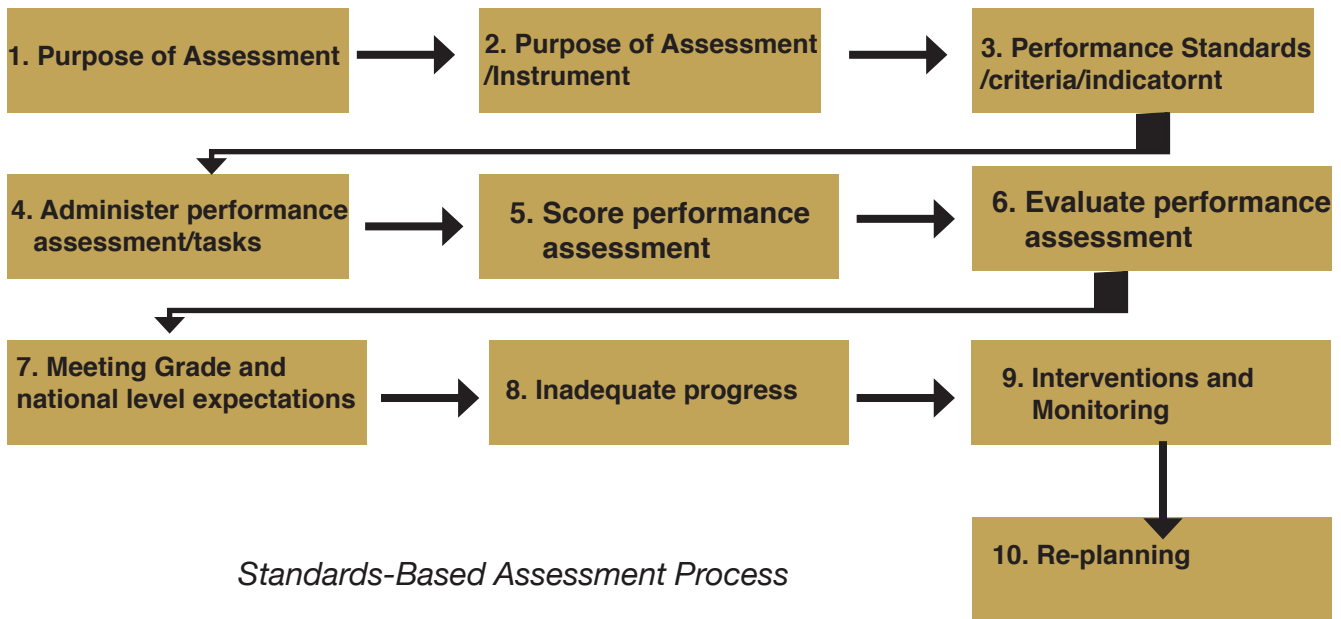 1. Purpose of Assessment
2. Purpose of Assessment
/Instrument
3. Performance Standards
/criteria/indicatornt
4. Administer performance
assessment/tasks
5. Score performance
assessment
6. Evaluate performance
assessment
7. Meeting Grade and
national level expectations
8. Inadequate progress
9. Interventions and
Monitoring
10. Re-planning
Standards-Based Assessment Process